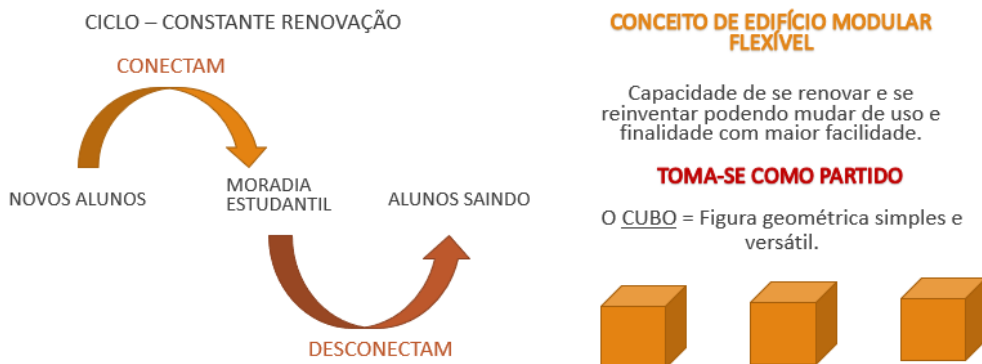 CICLO – CONSTANTE RENOVAÇÃO
CONECTAM
NOVOS ALUNOS
MORADIA
ESTUDANTIL
ALUNOS SAINDO
DESCONECTAM
CONCEITO DE EDIFÍCIO MODULAR
FLEXÍVEL
Capacidade de se renovar e se
reinventar podendo mudar de uso e
finalidade com maior facilidade.
TOMA-SE COMO PARTIDO
O CUBO = Figura geométrica simples e
versátil.